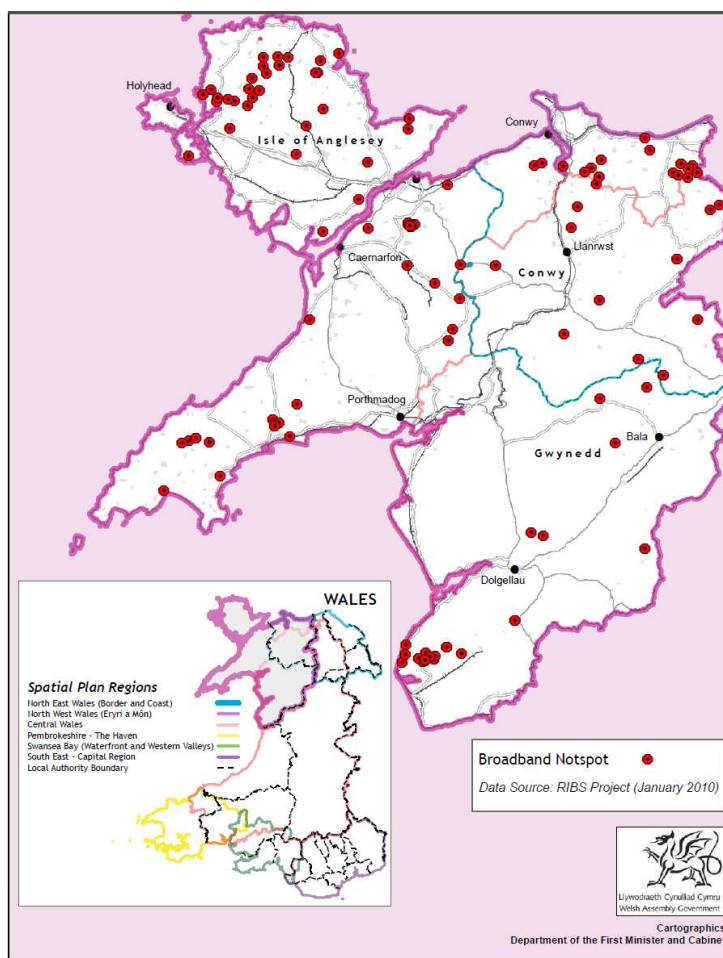 Holyhead
Isle of Anglesey
Conwy
Llanrwst
Caernarfon
Conwy
Porthmadog
Bala
Gwynedd
Dolgellau
WALES
Spatial Plan Regions
North East Wales (Border and Coast)
North West Wales (Eryri a Môn)
Central Wales
Pembrokeshire - The Haven
Swansea Bay (Waterfront and Western Valleys)
South East - Capital Region
Local Authority Boundary
Broadband Notspot
Data Source: RIBS Project (January 2010)
Llywodraeth Cynulliad Cymru
Welsh Assembly Government
Cartographics
Department of the First Minister and Cabinet